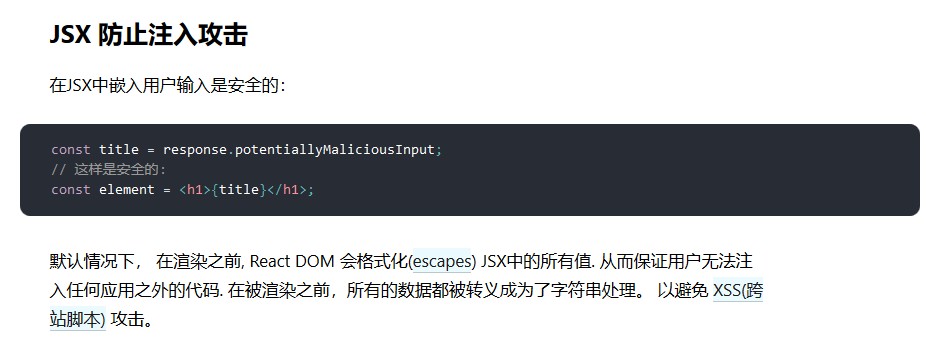 JSX 防止注入攻击
在JSX中嵌入用户输入是安全的：
const title = response.potentiallyMaliciousInput;
// 这样是安全的：
const element = <h1>{title}</h1>;
默认情况下， 在渲染之前, React DOM 会格式化(escapes) JSX中的所有值. 从而保证用户无法注
入任何应用之外的代码. 在被渲染之前，所有的数据都被转义成为了字符串处理。 以避免 XSS(跨
站脚本) 攻击。